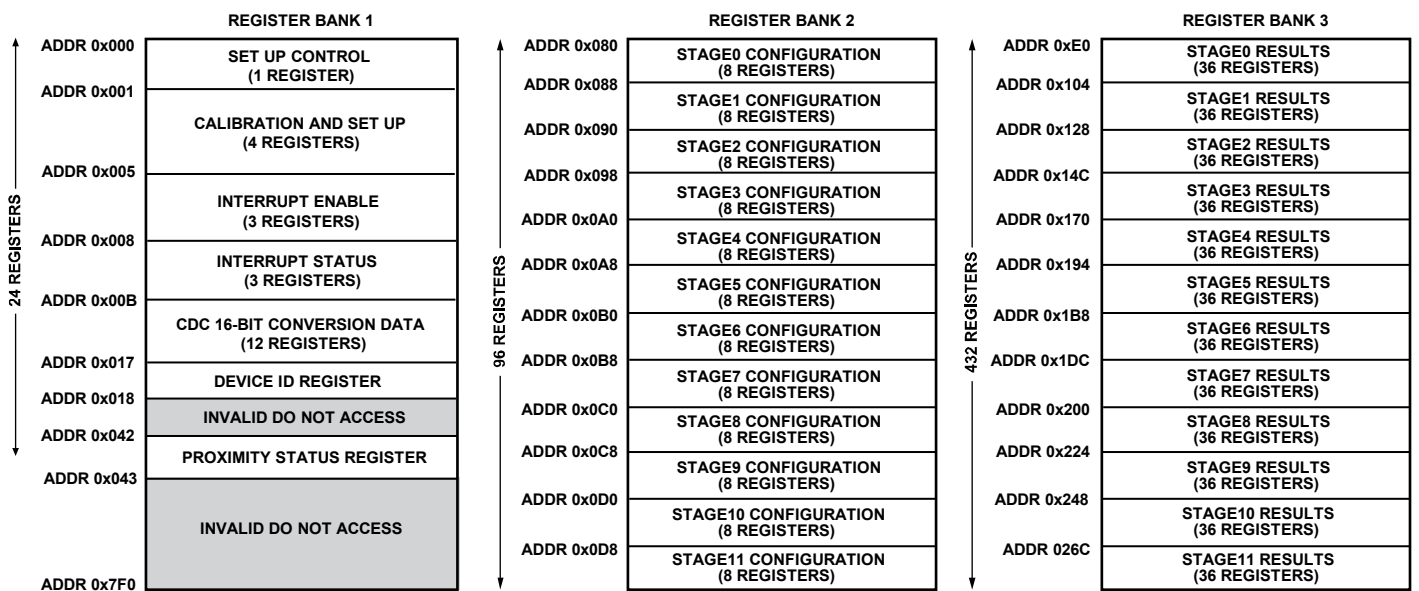 REGISTER BANK 1
ADDR 0x000
SET UP CONTROL
(1 REGISTER)
ADDR 0x001
CALIBRATION AND SET UP
(4 REGISTERS)
ADDR 0x005
INTERRUPT ENABLE
(3 REGISTERS)
ADDR 0x008
INTERRUPT STATUS
(3 REGISTERS)
ADDR 0x00B
CDC 16-BIT CONVERSION DATA
(12 REGISTERS)
ADDR 0x017
DEVICE ID REGISTER
ADDR 0x018
INVALID DO NOT ACCESS
ADDR 0x042
PROXIMITY STATUS REGISTER
ADDR 0x043
INVALID DO NOT ACCESS
ADDR 0x7F0
24 REGISTERS
REGISTER BANK 2
ADDR 0x080
STAGE0 CONFIGURATION
(8 REGISTERS)
ADDR 0x088
STAGE1 CONFIGURATION
(8 REGISTERS)
ADDR 0x090
STAGE2 CONFIGURATION
(8 REGISTERS)
ADDR 0x098
STAGE3 CONFIGURATION
(8 REGISTERS)
ADDR 0x0A0
STAGE4 CONFIGURATION
(8 REGISTERS)
ADDR 0x0A8
STAGE5 CONFIGURATION
(8 REGISTERS)
ADDR 0x0B0
STAGE6 CONFIGURATION
(8 REGISTERS)
ADDR 0x0B8
STAGE7 CONFIGURATION
(8 REGISTERS)
ADDR 0x0C0
STAGE8 CONFIGURATION
(8 REGISTERS)
ADDR 0x0C8
STAGE9 CONFIGURATION
(8 REGISTERS)
ADDR 0x0D0
STAGE10 CONFIGURATION
(8 REGISTERS)
ADDR 0x0D8
STAGE11 CONFIGURATION
(8 REGISTERS)
96 REGISTERS
REGISTER BANK 3
ADDR 0xE0
STAGE0 RESULTS
(36 REGISTERS)
ADDR 0x104
STAGE1 RESULTS
(36 REGISTERS)
ADDR 0x128
STAGE2 RESULTS
(36 REGISTERS)
ADDR 0x14C
STAGE3 RESULTS
(36 REGISTERS)
ADDR 0x170
STAGE4 RESULTS
(36 REGISTERS)
ADDR 0x194
STAGE5 RESULTS
(36 REGISTERS)
ADDR 0x1B8
STAGE6 RESULTS
(36 REGISTERS)
ADDR 0x1DC
STAGE7 RESULTS
(36 REGISTERS)
ADDR 0x200
STAGE8 RESULTS
(36 REGISTERS)
ADDR 0x224
STAGE9 RESULTS
(36 REGISTERS)
ADDR 0x248
STAGE10 RESULTS
(36 REGISTERS)
ADDR 026C
STAGE11 RESULTS
(36 REGISTERS)
432 REGISTERS